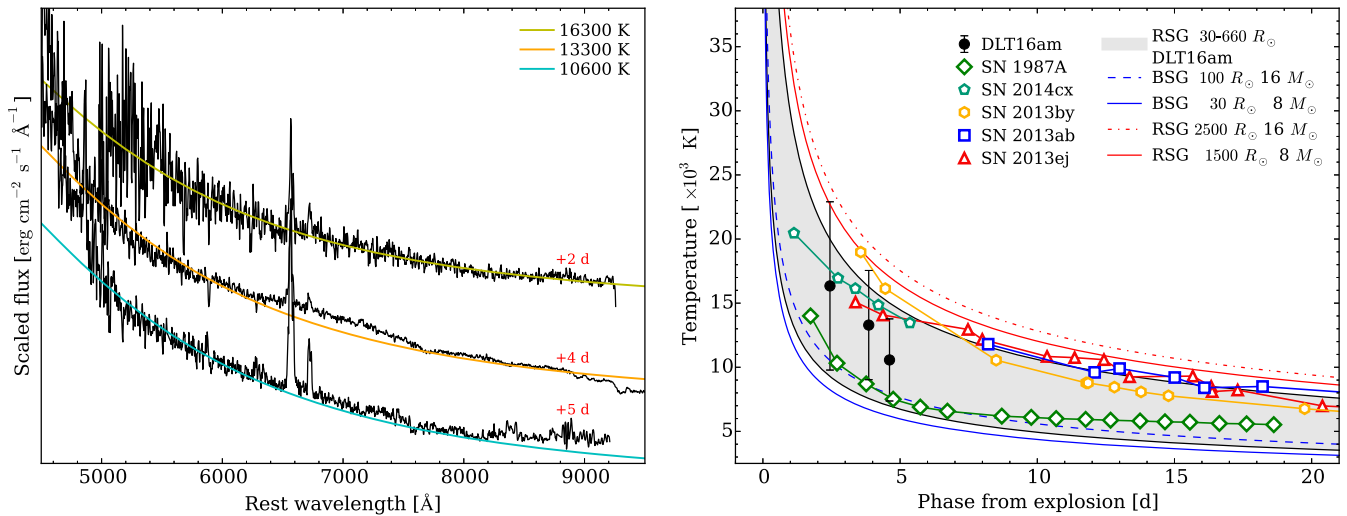 16300 K
13300 K
10600 K
+2 d
+4 d
+5 d
Scaled flux [erg cm⁻² s⁻¹ Å⁻¹]
5000 6000 7000 8000 9000
Rest wavelength [Å]
DLT16am
SN 1987A
SN 2014cx
SN 2013by
SN 2013ab
SN 2013ej
RSG 30-660 R☉
DLT16am
BSG 100 R☉ 16 M☉
BSG 30 R☉ 8 M☉
RSG 2500 R☉ 16 M☉
RSG 1500 R☉ 8 M☉
Temperature [ ×10³ K]
35
30
25
20
15
10
5
0 5 10 15 20
Phase from explosion [d]